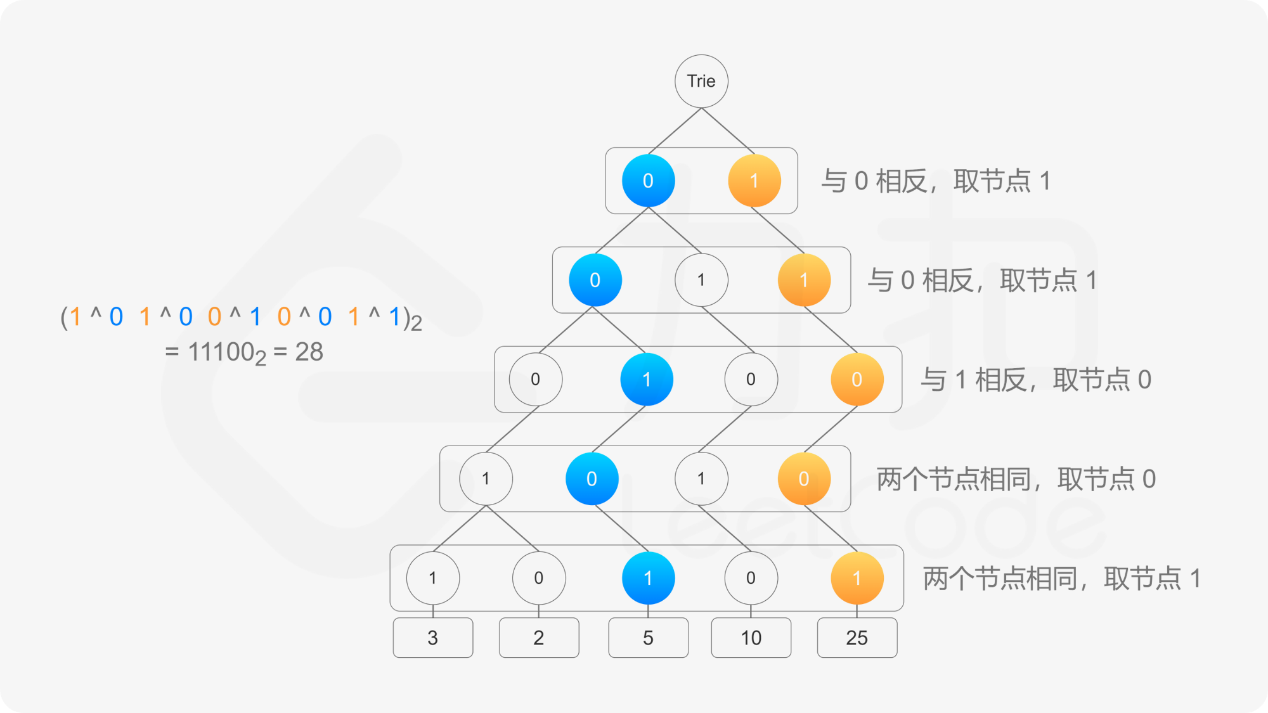 Trie
0 1 与 0 相反，取节点 1
0 1 1 与 0 相反，取节点 1
(1 ^ 0 1 ^ 0 0 ^ 1 0 ^ 0 1 ^ 1)₂
= 11100₂ = 28
0 1 0 0 与 1 相反，取节点 0
1 0 1 0 两个节点相同，取节点 0
1 0 1 0 1 两个节点相同，取节点 1
3 2 5 10 25
力扣
LeetCode